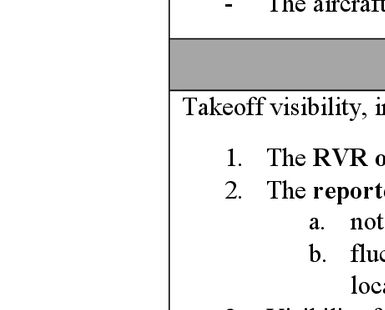 - The aircraft
Takeoff visibility, i
1. The RVR o
2. The report
a. not
b. fluc
loca